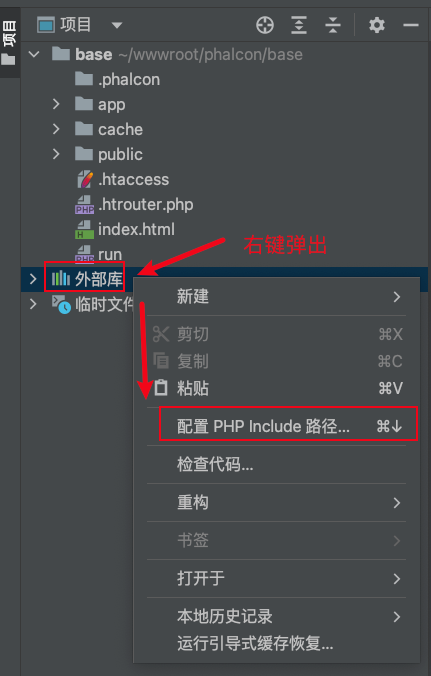 项目
项目
base ~/wwwroot/phalcon/base
.phalcon
app
cache
public
.htaccess
.htrouter.php
index.html
run
右键弹出
外部库
临时文件
新建
剪切 ⌘X
复制 ⌘C
粘贴 ⌘V
配置 PHP Include 路径... ⌘↓
检查代码...
重构
书签
打开于
本地历史记录
运行引导式缓存恢复...